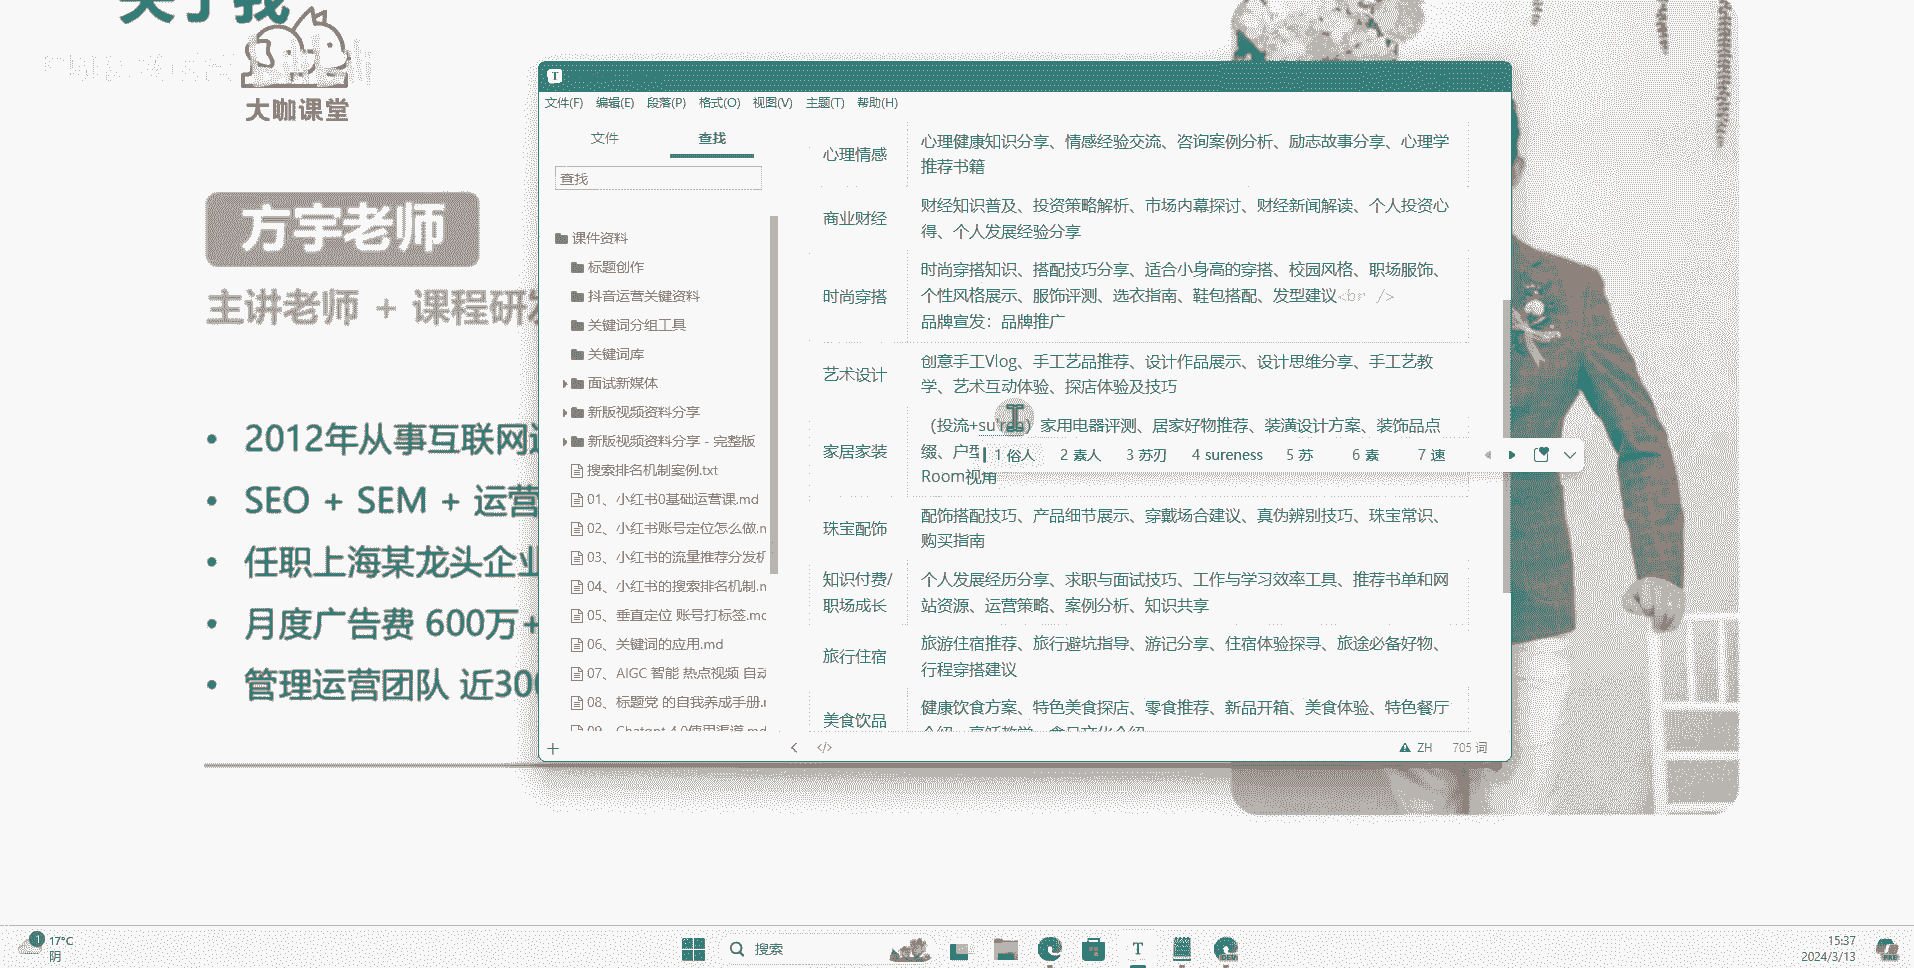 关于我
大咖课堂
方宇老师
主讲老师 + 课程研发
2012年从事互联网
SEO + SEM + 运营
任职上海某龙头企业
月度广告费 600万+
管理运营团队 近300
T
文件(F) 编辑(E) 段落(P) 格式(O) 视图(V) 主题(T) 帮助(H)
文件 查找
查找
课件资料
标题创作
抖音运营关键资料
关键词分组工具
关键词库
面试新媒体
新版视频资料分享
新版视频资料分享 - 完整版
搜索排名机制案例.txt
01、小红书0基础运营课.md
02、小红书账号定位怎么做.n
03、小红书的流量推荐分发机
04、小红书的搜索排名机制.n
05、垂直定位 账号打标签.mc
06、关键词的应用.md
07、AIGC 智能 热点视频 自动
08、标题党 的自我养成手册.r
09、Chatgpt 4.0使用渠道.md
心理情感
心理健康知识分享、情感经验交流、咨询案例分析、励志故事分享、心理学
推荐书籍
商业财经
财经知识普及、投资策略解析、市场内幕探讨、财经新闻解读、个人投资心
得、个人发展经验分享
时尚穿搭
时尚穿搭知识、搭配技巧分享、适合小身高的穿搭、校园风格、职场服饰、
个性风格展示、服饰评测、选衣指南、鞋包搭配、发型建议<br />
品牌宣发：品牌推广
艺术设计
创意手工Vlog、手工艺品推荐、设计作品展示、设计思维分享、手工艺教
学、艺术互动体验、探店体验及技巧
家居家装
（投流+su'ren）家用电器评测、居家好物推荐、装潢设计方案、装饰品点
缀、户型
Room视角
1 俗人 2 素人 3 苏刃 4 sureness 5 苏 6 素 7 速
珠宝配饰
配饰搭配技巧、产品细节展示、穿戴场合建议、真伪辨别技巧、珠宝常识、
购买指南
知识付费/
职场成长
个人发展经历分享、求职与面试技巧、工作与学习效率工具、推荐书单和网
站资源、运营策略、案例分析、知识共享
旅行住宿
旅游住宿推荐、旅行避坑指导、游记分享、住宿体验探寻、旅途必备好物、
行程穿搭建议
美食饮品
健康饮食方案、特色美食探店、零食推荐、新品开箱、美食体验、特色餐厅
介绍、烹饪教学、食品文化介绍
ZH 705 词
1 17°C
阴
搜索
15:37
2024/3/13